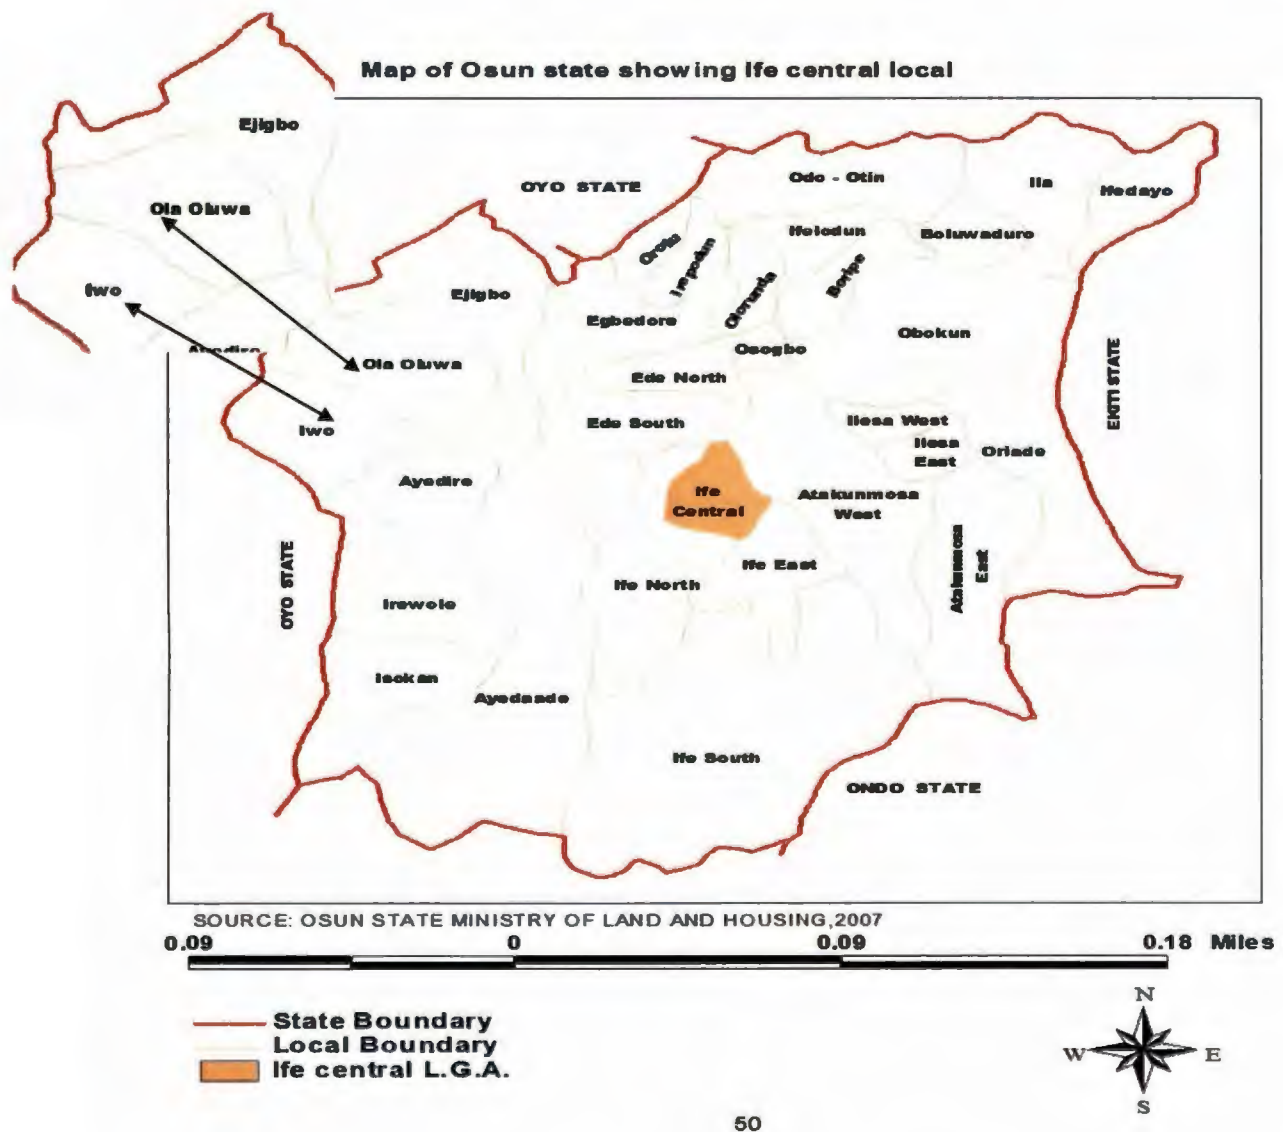 Map of Osun state showing Ife central local
Ejigbo
OYO STATE
Odo - Otin
Ila
Ifedayo
Ola Oluwa
Ifelodun
Boluwaduro
Orolu
Irepodun
Olorunda
Boripe
Iwo
Ejigbo
Egbedore
Obokun
Osogbo
Ayedire
Ola Oluwa
EKITI STATE
Ede North
Ede South
Ilesa West
Iwo
Ilesa
East
Oriade
Ayedire
Ife
Central
Atakunmosa
West
OYO STATE
Atakunmosa
East
Ife East
Ife North
Irewole
Isokan
Ayedaade
Ife South
ONDO STATE
SOURCE: OSUN STATE MINISTRY OF LAND AND HOUSING,2007
0.09 0 0.09 0.18 Miles
State Boundary
Local Boundary
Ife central L.G.A.
N
W E
S
50